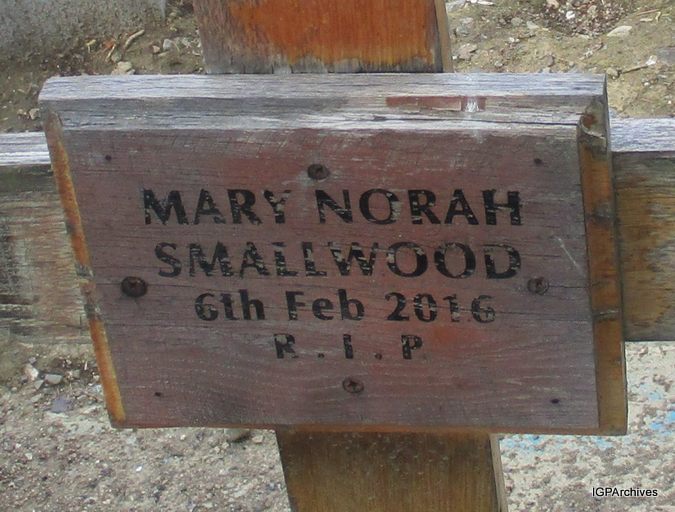 MARY NORAH
SMALLWOOD
6th Feb 2016
R.I.P.
IGPArchives